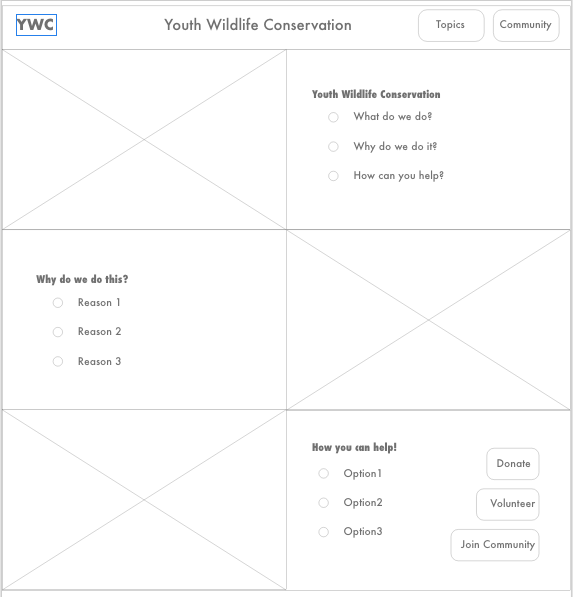 YWC
Youth Wildlife Conservation
Topics
Community
Youth Wildlife Conservation
What do we do?
Why do we do it?
How can you help?
Why do we do this?
Reason 1
Reason 2
Reason 3
How you can help!
Option1
Option2
Option3
Donate
Volunteer
Join Community